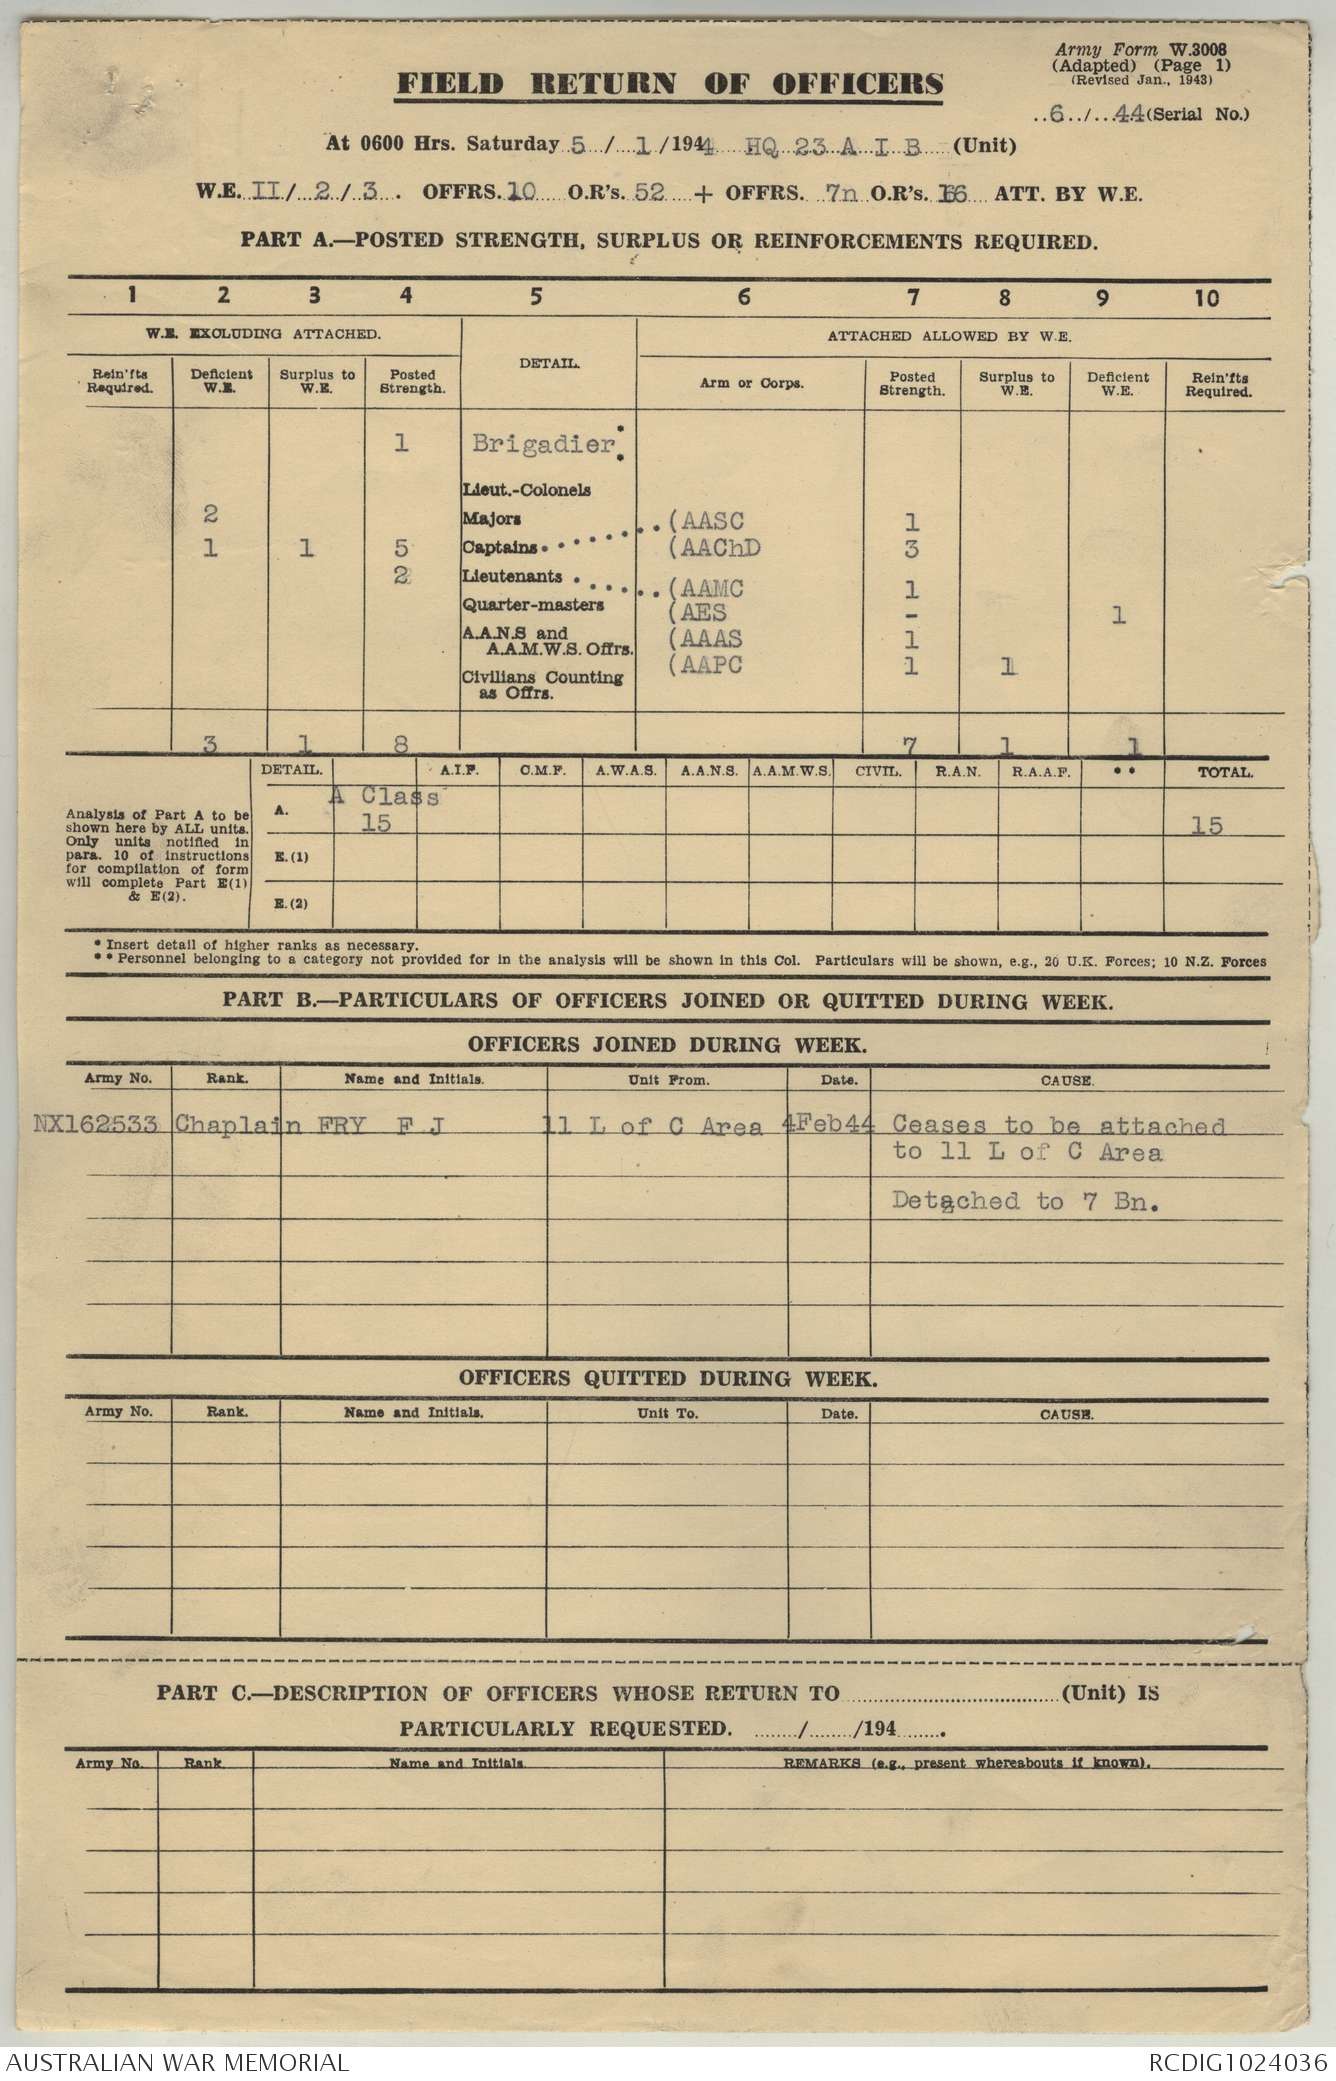 Army Form W.3008
(Adapted) (Page 1)
(Revised Jan., 1943)
FIELD RETURN OF OFFICERS
..6../...44(Serial No.)
At 0600 Hrs. Saturday 5 / 1 / 1944 HQ 23 A I B (Unit)
W.E. II / 2 / 3 . OFFRS. 10 O.R's. 52 + OFFRS. 7n O.R's. 16 ATT. BY W.E.
PART A.—POSTED STRENGTH, SURPLUS OR REINFORCEMENTS REQUIRED.
1 2 3 4 5 6 7 8 9 10
W.E. EXCLUDING ATTACHED. DETAIL. ATTACHED ALLOWED BY W.E.
Rein'fts Required. Deficient W.E. Surplus to W.E. Posted Strength. Arm or Corps. Posted Strength. Surplus to W.E. Deficient W.E. Rein'fts Required.
1 Brigadier **
Lieut.-Colonels
2 Majors (AASC 1
1 1 5 Captains (AAChD 3
2 Lieutenants (AAMC 1
Quarter-masters (AES - 1
A.A.N.S and (AAAS 1
A.A.M.W.S. Offrs.
Civilians Counting (AAPC 1 1
as Offrs.
3 1 8 7 1 1
DETAIL. A.I.F. C.M.F. A.W.A.S. A.A.N.S. A.A.M.W.S. CIVIL. R.A.N. R.A.A.F. ** TOTAL.
Analysis of Part A to be
shown here by ALL units.
Only units notified in
para. 10 of instructions
for compilation of form
will complete Part E(1)
& E(2).
A. A Class
15 15
E.(1)
E.(2)
* Insert detail of higher ranks as necessary.
** Personnel belonging to a category not provided for in the analysis will be shown in this Col. Particulars will be shown, e.g., 20 U.K. Forces; 10 N.Z. Forces
PART B.—PARTICULARS OF OFFICERS JOINED OR QUITTED DURING WEEK.
OFFICERS JOINED DURING WEEK.
Army No. Rank. Name and Initials. Unit From. Date. CAUSE.
NX162533 Chaplain FRY F J 11 L of C Area 4Feb44 Ceases to be attached
to 11 L of C Area
Detached to 7 Bn.
OFFICERS QUITTED DURING WEEK.
Army No. Rank. Name and Initials. Unit To. Date. CAUSE.
PART C.—DESCRIPTION OF OFFICERS WHOSE RETURN TO ........ (Unit) IS
PARTICULARLY REQUESTED. ......./......./194.......
Army No. Rank Name and Initials REMARKS (e.g., present whereabouts if known).
AUSTRALIAN WAR MEMORIAL
RCDIG1024036